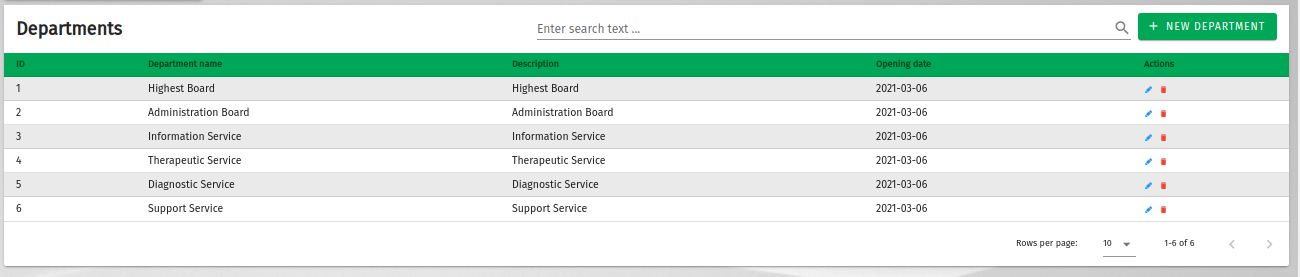 Departments
Enter search text ...
+ NEW DEPARTMENT
ID Department name Description Opening date Actions
1 Highest Board Highest Board 2021-03-06
2 Administration Board Administration Board 2021-03-06
3 Information Service Information Service 2021-03-06
4 Therapeutic Service Therapeutic Service 2021-03-06
5 Diagnostic Service Diagnostic Service 2021-03-06
6 Support Service Support Service 2021-03-06
Rows per page: 10 1-6 of 6